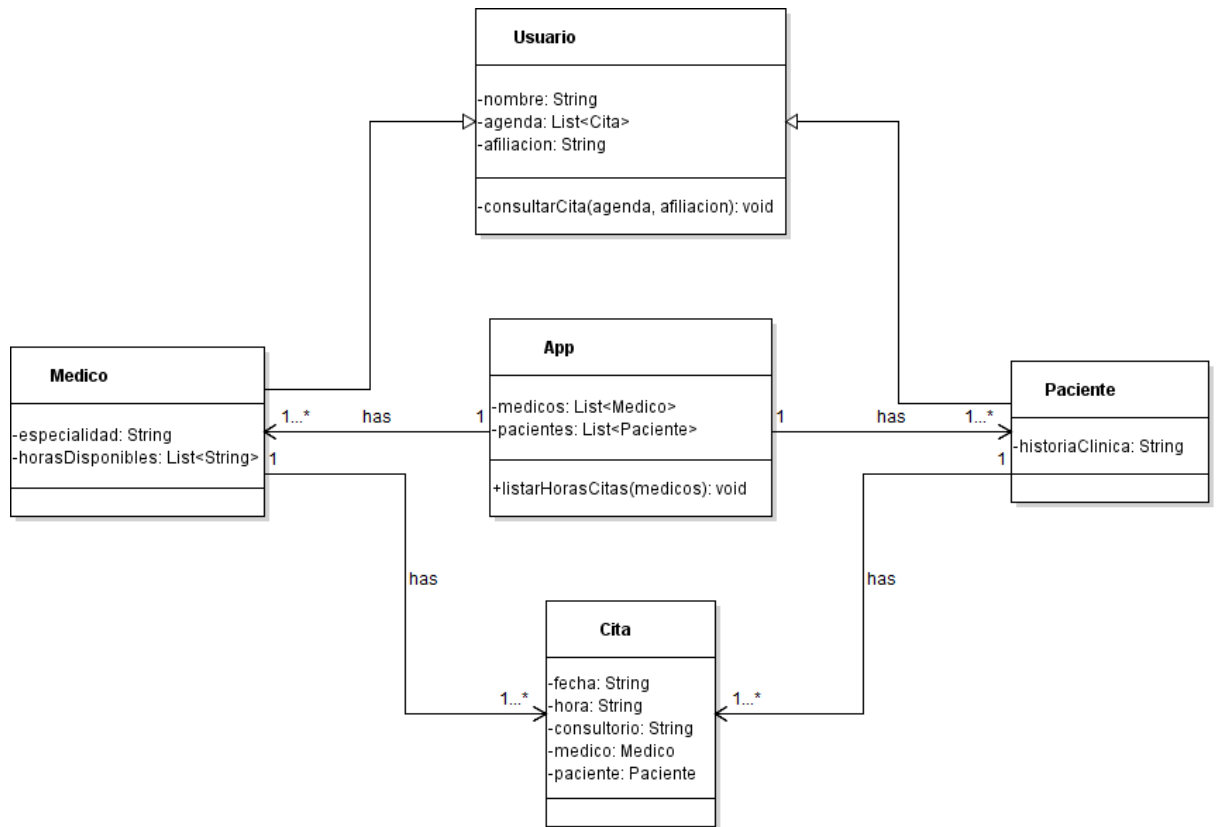 Usuario
-nombre: String
-agenda: List<Cita>
-afiliacion: String
-consultarCita(agenda, afiliacion): void
App
-medicos: List<Medico>
-pacientes: List<Paciente>
+listarHorasCitas(medicos): void
Medico
-especialidad: String
-horasDisponibles: List<String>
Paciente
-historiaClinica: String
1...*
has
1
1
has
1...*
1
1
has
has
1...*
1...*
Cita
-fecha: String
-hora: String
-consultorio: String
-medico: Medico
-paciente: Paciente